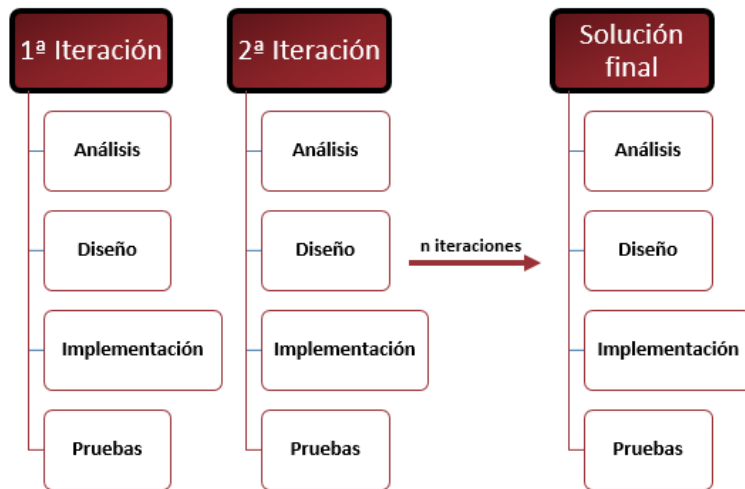 1ª Iteración
Análisis
Diseño
Implementación
Pruebas
2ª Iteración
Análisis
Diseño
Implementación
Pruebas
n iteraciones
Solución
final
Análisis
Diseño
Implementación
Pruebas